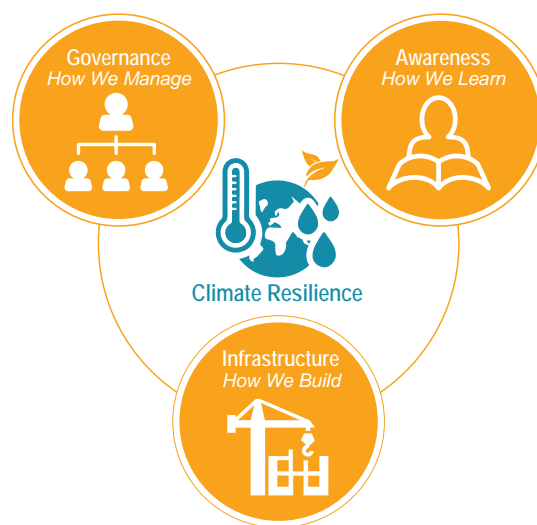 Governance
How We Manage
Awareness
How We Learn
Climate Resilience
Infrastructure
How We Build